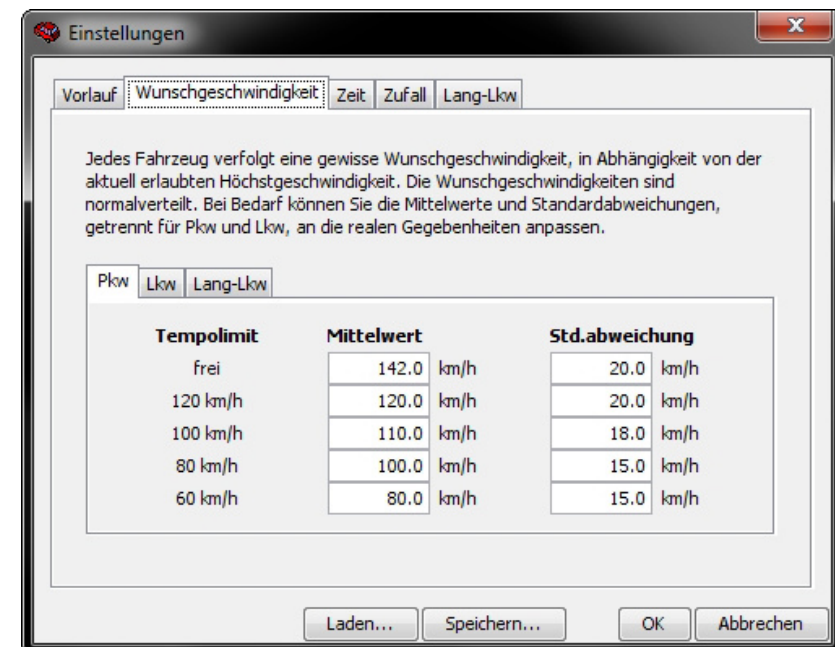 Einstellungen
Vorlauf Wunschgeschwindigkeit Zeit Zufall Lang-Lkw
Jedes Fahrzeug verfolgt eine gewisse Wunschgeschwindigkeit, in Abhängigkeit von der
aktuell erlaubten Höchstgeschwindigkeit. Die Wunschgeschwindigkeiten sind
normalverteilt. Bei Bedarf können Sie die Mittelwerte und Standardabweichungen,
getrennt für Pkw und Lkw, an die realen Gegebenheiten anpassen.
Pkw Lkw Lang-Lkw
Tempolimit Mittelwert Std.abweichung
frei 142.0 km/h 20.0 km/h
120 km/h 120.0 km/h 20.0 km/h
100 km/h 110.0 km/h 18.0 km/h
80 km/h 100.0 km/h 15.0 km/h
60 km/h 80.0 km/h 15.0 km/h
Laden... Speichern... OK Abbrechen